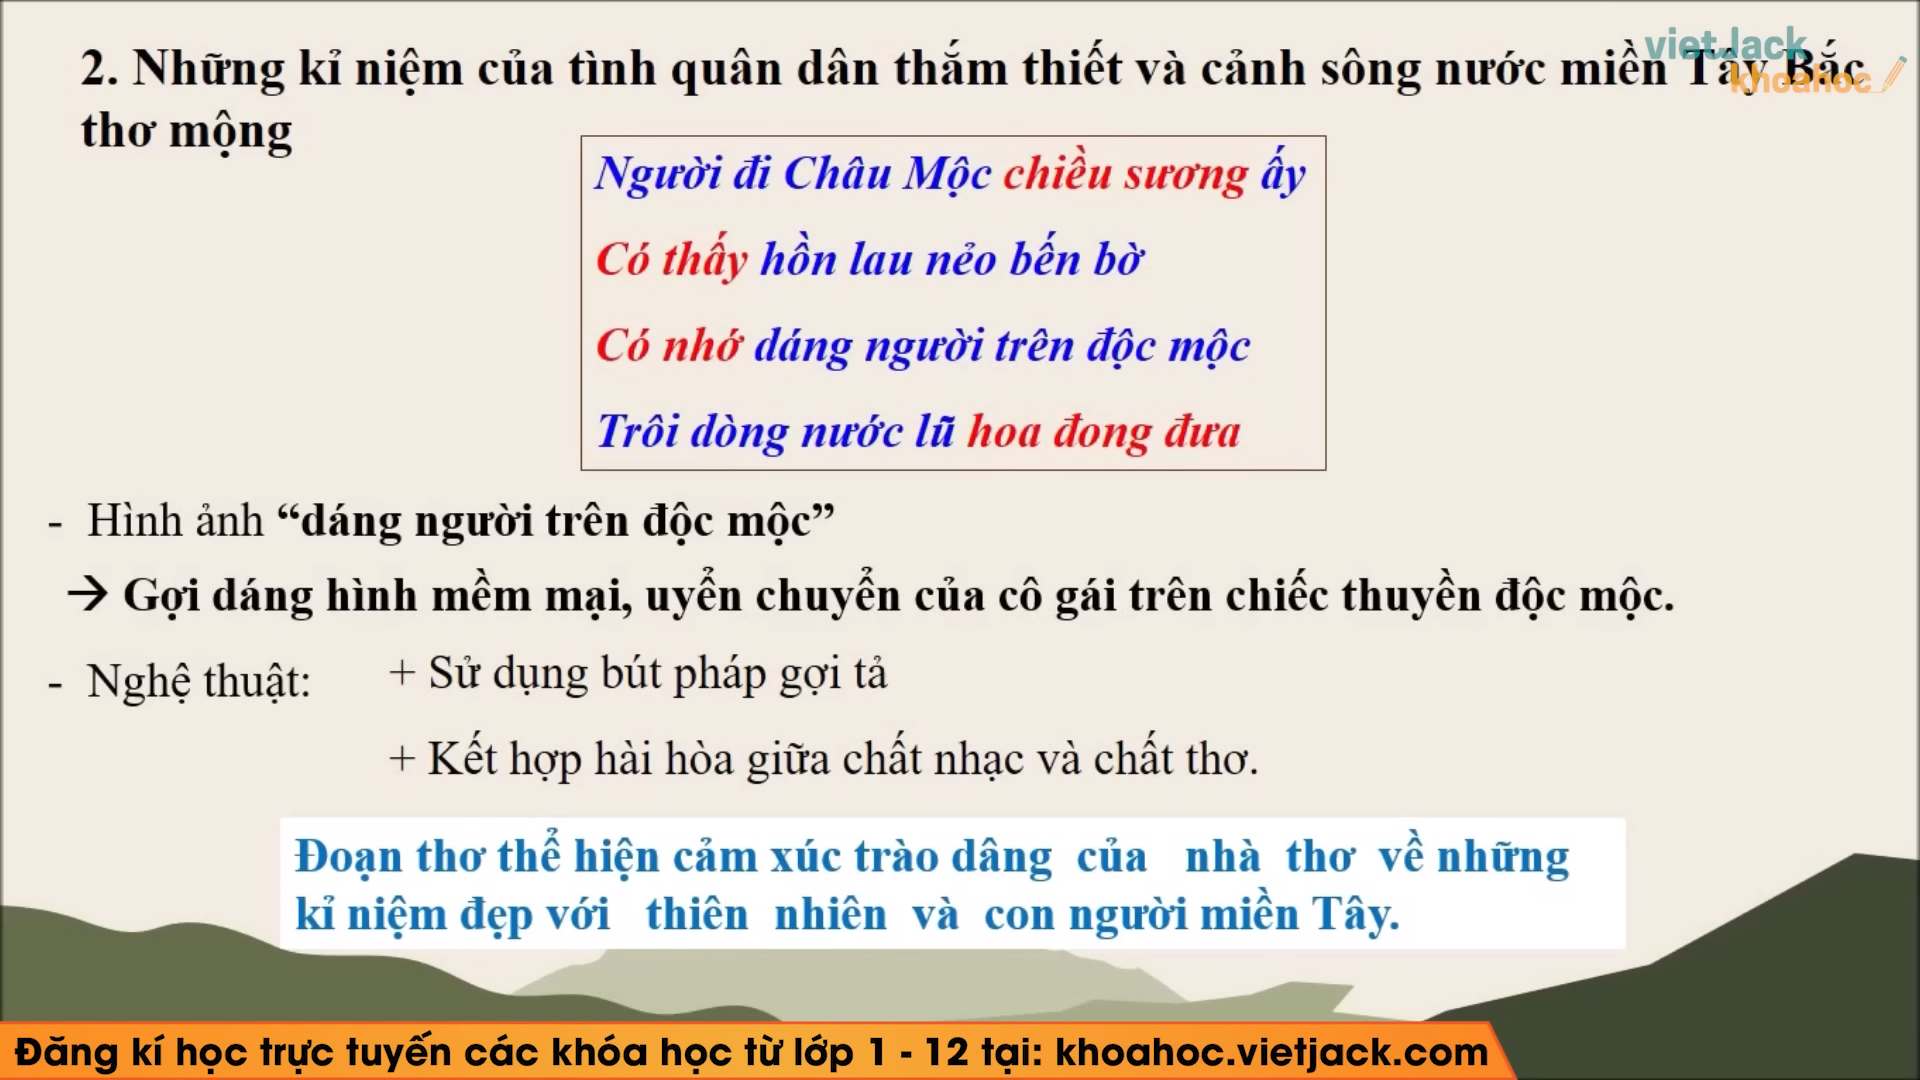 vietJack
khoahoc
2. Những kỉ niệm của tình quân dân thắm thiết và cảnh sông nước miền Tây Bắc
thơ mộng
Người đi Châu Mộc chiều sương ấy
Có thấy hồn lau nẻo bến bờ
Có nhớ dáng người trên độc mộc
Trôi dòng nước lũ hoa đong đưa
- Hình ảnh “dáng người trên độc mộc”
→ Gợi dáng hình mềm mại, uyển chuyển của cô gái trên chiếc thuyền độc mộc.
- Nghệ thuật: + Sử dụng bút pháp gợi tả
+ Kết hợp hài hòa giữa chất nhạc và chất thơ.
Đoạn thơ thể hiện cảm xúc trào dâng của nhà thơ về những
kỉ niệm đẹp với thiên nhiên và con người miền Tây.
Đăng kí học trực tuyến các khóa học từ lớp 1 - 12 tại: khoahoc.vietjack.com